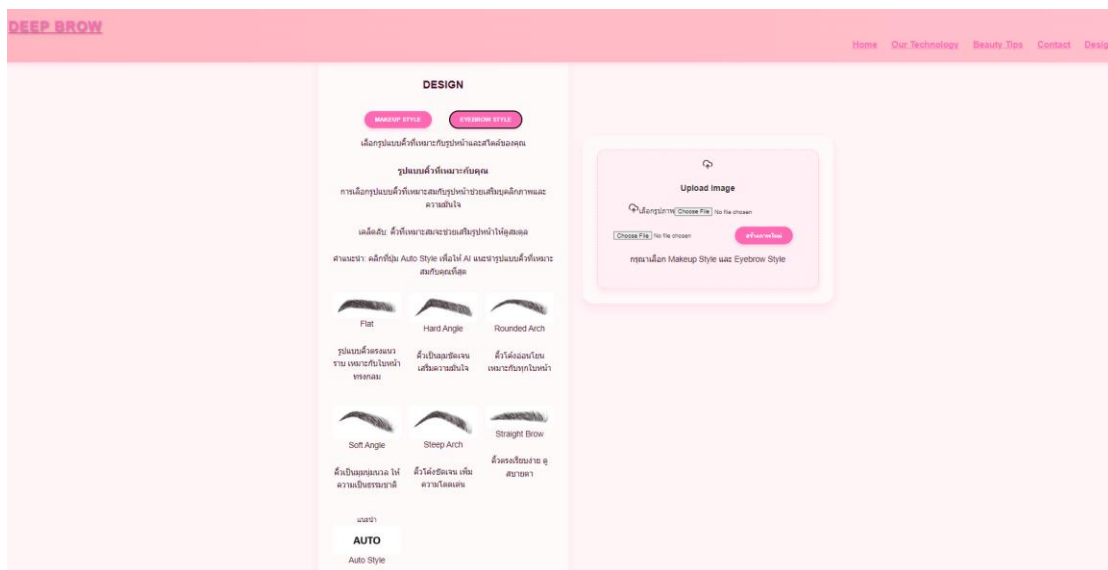 DEEP BROW
Home Our Technology Beauty Tips Contact Desig
DESIGN
MAKEUP STYLE EYEBROW STYLE
เลือกรูปแบบคิ้วที่เหมาะกับรูปหน้าและสไตล์ของคุณ
รูปแบบคิ้วที่เหมาะกับคุณ
การเลือกรูปแบบคิ้วที่เหมาะสมกับรูปหน้าช่วยเสริมบุคลิกภาพและ
ความมั่นใจ
เคล็ดลับ: คิ้วที่เหมาะสมจะช่วยเสริมรูปหน้าให้ดูสมดุล
คำแนะนำ: คลิกที่ปุ่ม Auto Style เพื่อให้ AI แนะนำรูปแบบคิ้วที่เหมาะ
สมกับคุณที่สุด
Flat
รูปแบบคิ้วตรงแนว
ราบ เหมาะกับใบหน้า
ทรงกลม
Hard Angle
คิ้วเป็นมุมชัดเจน
เสริมความมั่นใจ
Rounded Arch
คิ้วโค้งอ่อนโยน
เหมาะกับทุกใบหน้า
Soft Angle
คิ้วเป็นมุมนุ่มนวล ให้
ความเป็นธรรมชาติ
Steep Arch
คิ้วโค้งชัดเจน เพิ่ม
ความโดดเด่น
Straight Brow
คิ้วตรงเรียบง่าย ดู
สบายตา
แนะนำ
AUTO
Auto Style
Upload Image
เลือกรูปภาพ Choose File No file chosen
Choose File No file chosen สร้างภาพใหม่
กรุณาเลือก Makeup Style และ Eyebrow Style